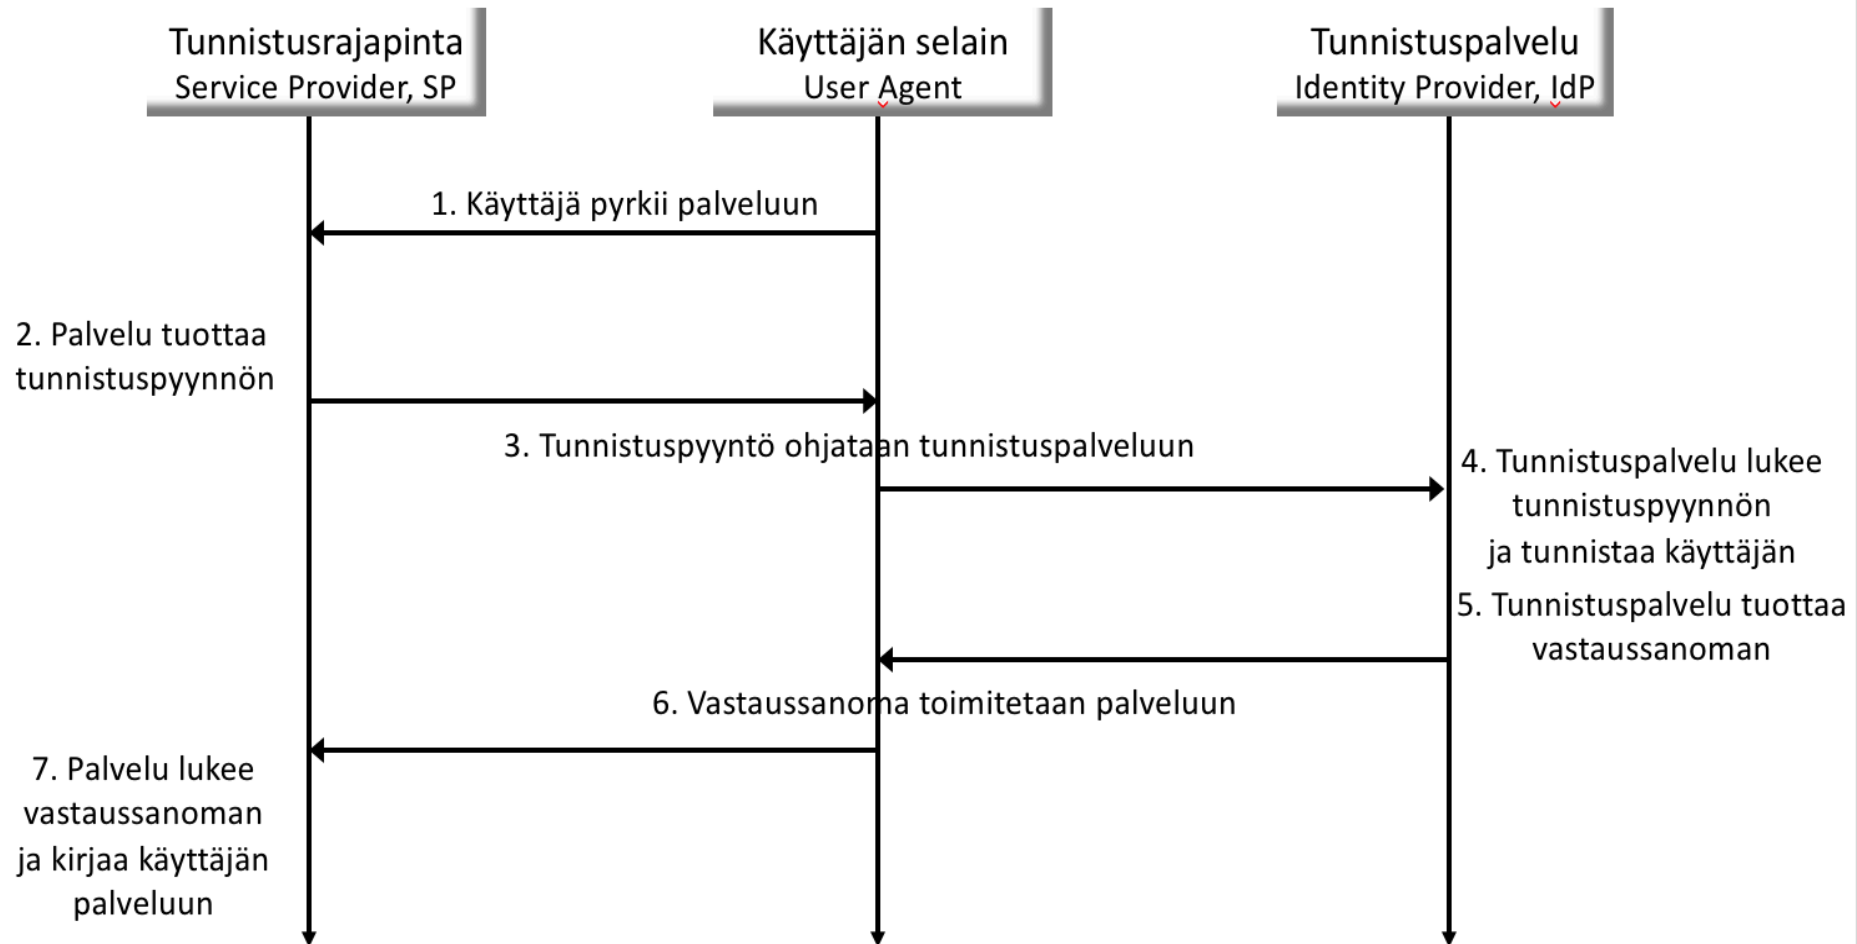 Tunnistusrajapinta
Service Provider, SP
Käyttäjän selain
User Agent
Tunnistuspalvelu
Identity Provider, IdP
1. Käyttäjä pyrkii palveluun
2. Palvelu tuottaa
tunnistuspyynnön
3. Tunnistuspyyntö ohjataan tunnistuspalveluun
4. Tunnistuspalvelu lukee
tunnistuspyynnön
ja tunnistaa käyttäjän
5. Tunnistuspalvelu tuottaa
vastaussanoman
6. Vastaussanoma toimitetaan palveluun
7. Palvelu lukee
vastaussanoman
ja kirjaa käyttäjän
palveluun